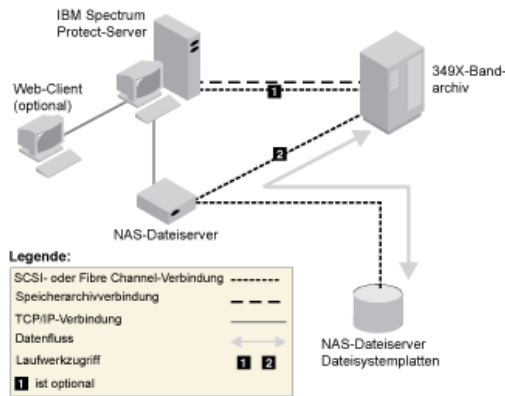 IBM Spectrum
Protect-Server
Web-Client
(optional)
349X-Band-
archiv
1
2
NAS-Dateiserver
Legende:
SCSI- oder Fibre Channel-Verbindung
Speicherarchivverbindung
TCP/IP-Verbindung
Datenfluss
Laufwerkzugriff 1 2
1 ist optional
NAS-Dateiserver
Dateisystemplatten